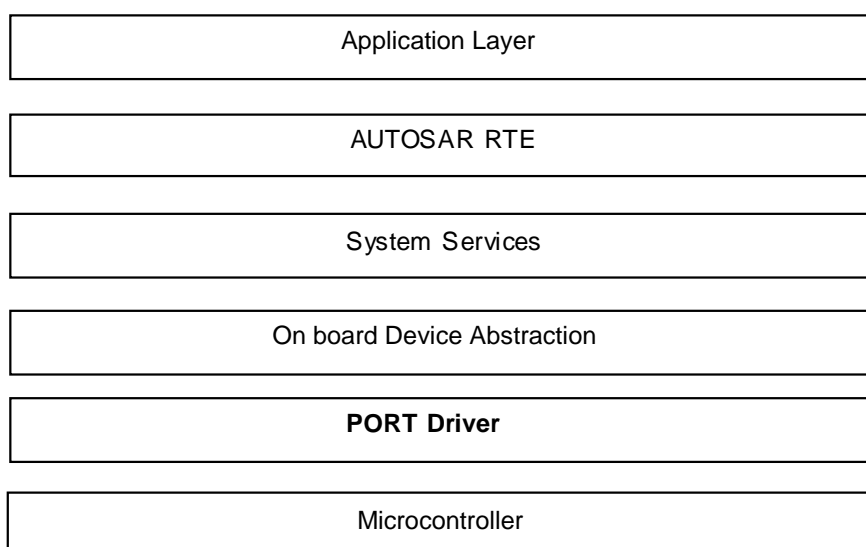 Application Layer
AUTOSAR RTE
System Services
On board Device Abstraction
PORT Driver
Microcontroller